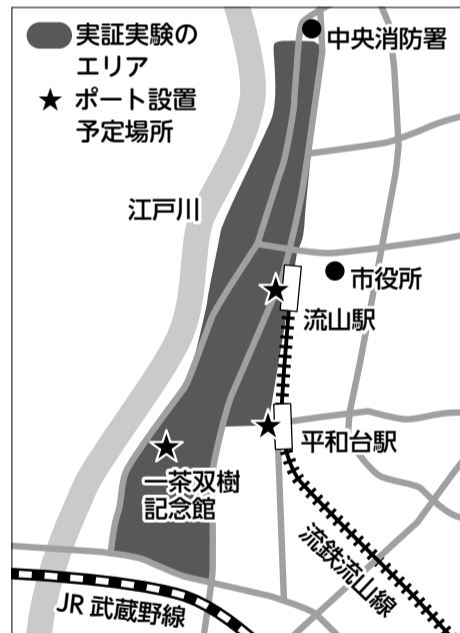 実証実験の
エリア
★ ポート設置
予定場所
中央消防署
江戸川
市役所
流山駅
平和台駅
一茶双樹
記念館
流鉄流山線
JR 武蔵野線